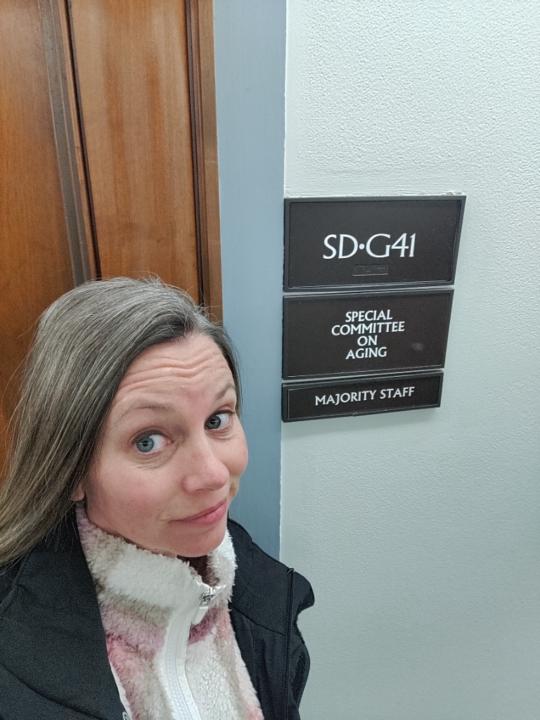 SD•G41
SPECIAL
COMMITTEE
ON
AGING
MAJORITY STAFF